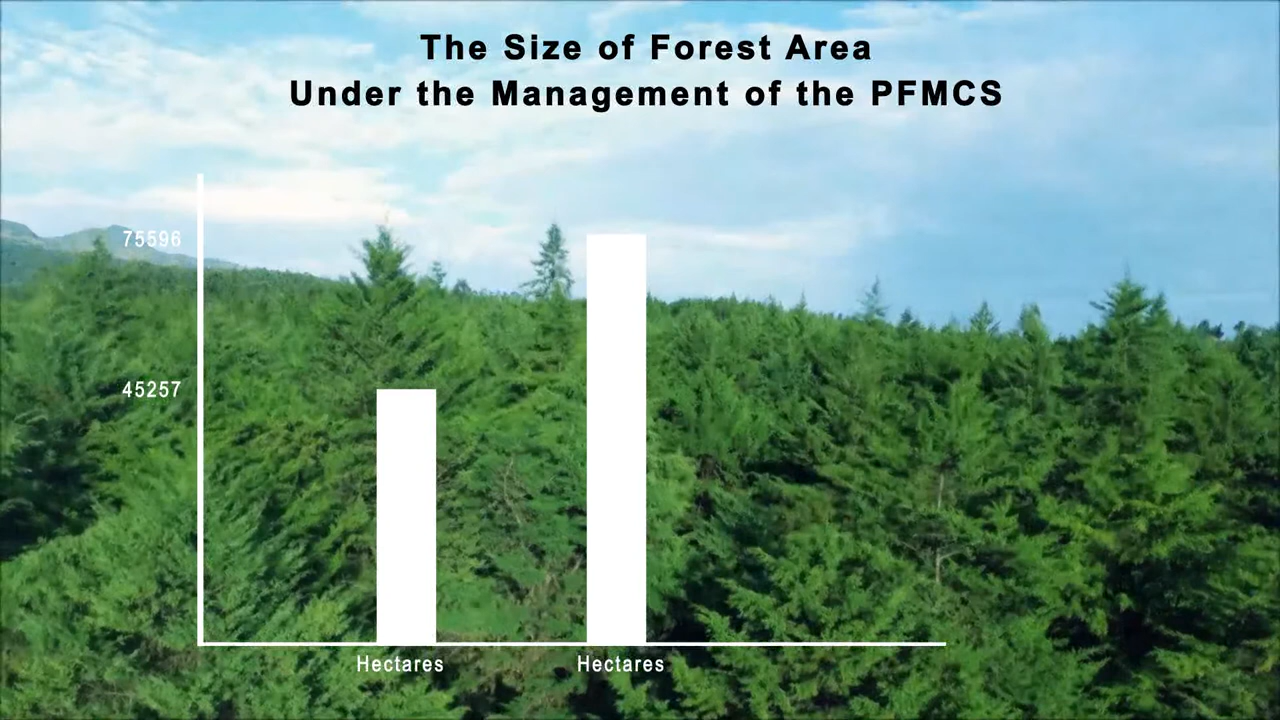 The Size of Forest Area
Under the Management of the PFMCS
75596
45257
Hectares Hectares